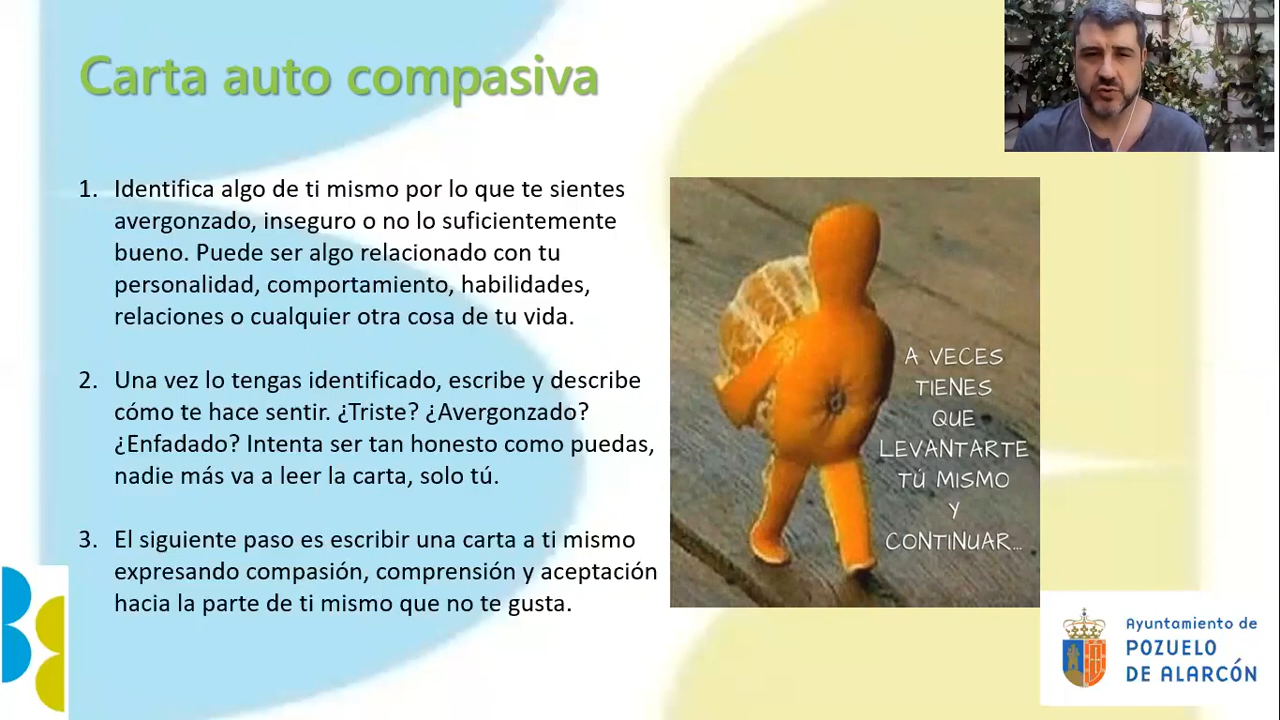 Carta auto compasiva
1. Identifica algo de ti mismo por lo que te sientes
avergonzado, inseguro o no lo suficientemente
bueno. Puede ser algo relacionado con tu
personalidad, comportamiento, habilidades,
relaciones o cualquier otra cosa de tu vida.
2. Una vez lo tengas identificado, escribe y describe
cómo te hace sentir. ¿Triste? ¿Avergonzado?
¿Enfadado? Intenta ser tan honesto como puedas,
nadie más va a leer la carta, solo tú.
3. El siguiente paso es escribir una carta a ti mismo
expresando compasión, comprensión y aceptación
hacia la parte de ti mismo que no te gusta.
A VECES
TIENES
QUE
LEVANTARTE
TÚ MISMO
Y
CONTINUAR...
Ayuntamiento de
POZUELO
DE ALARCÓN